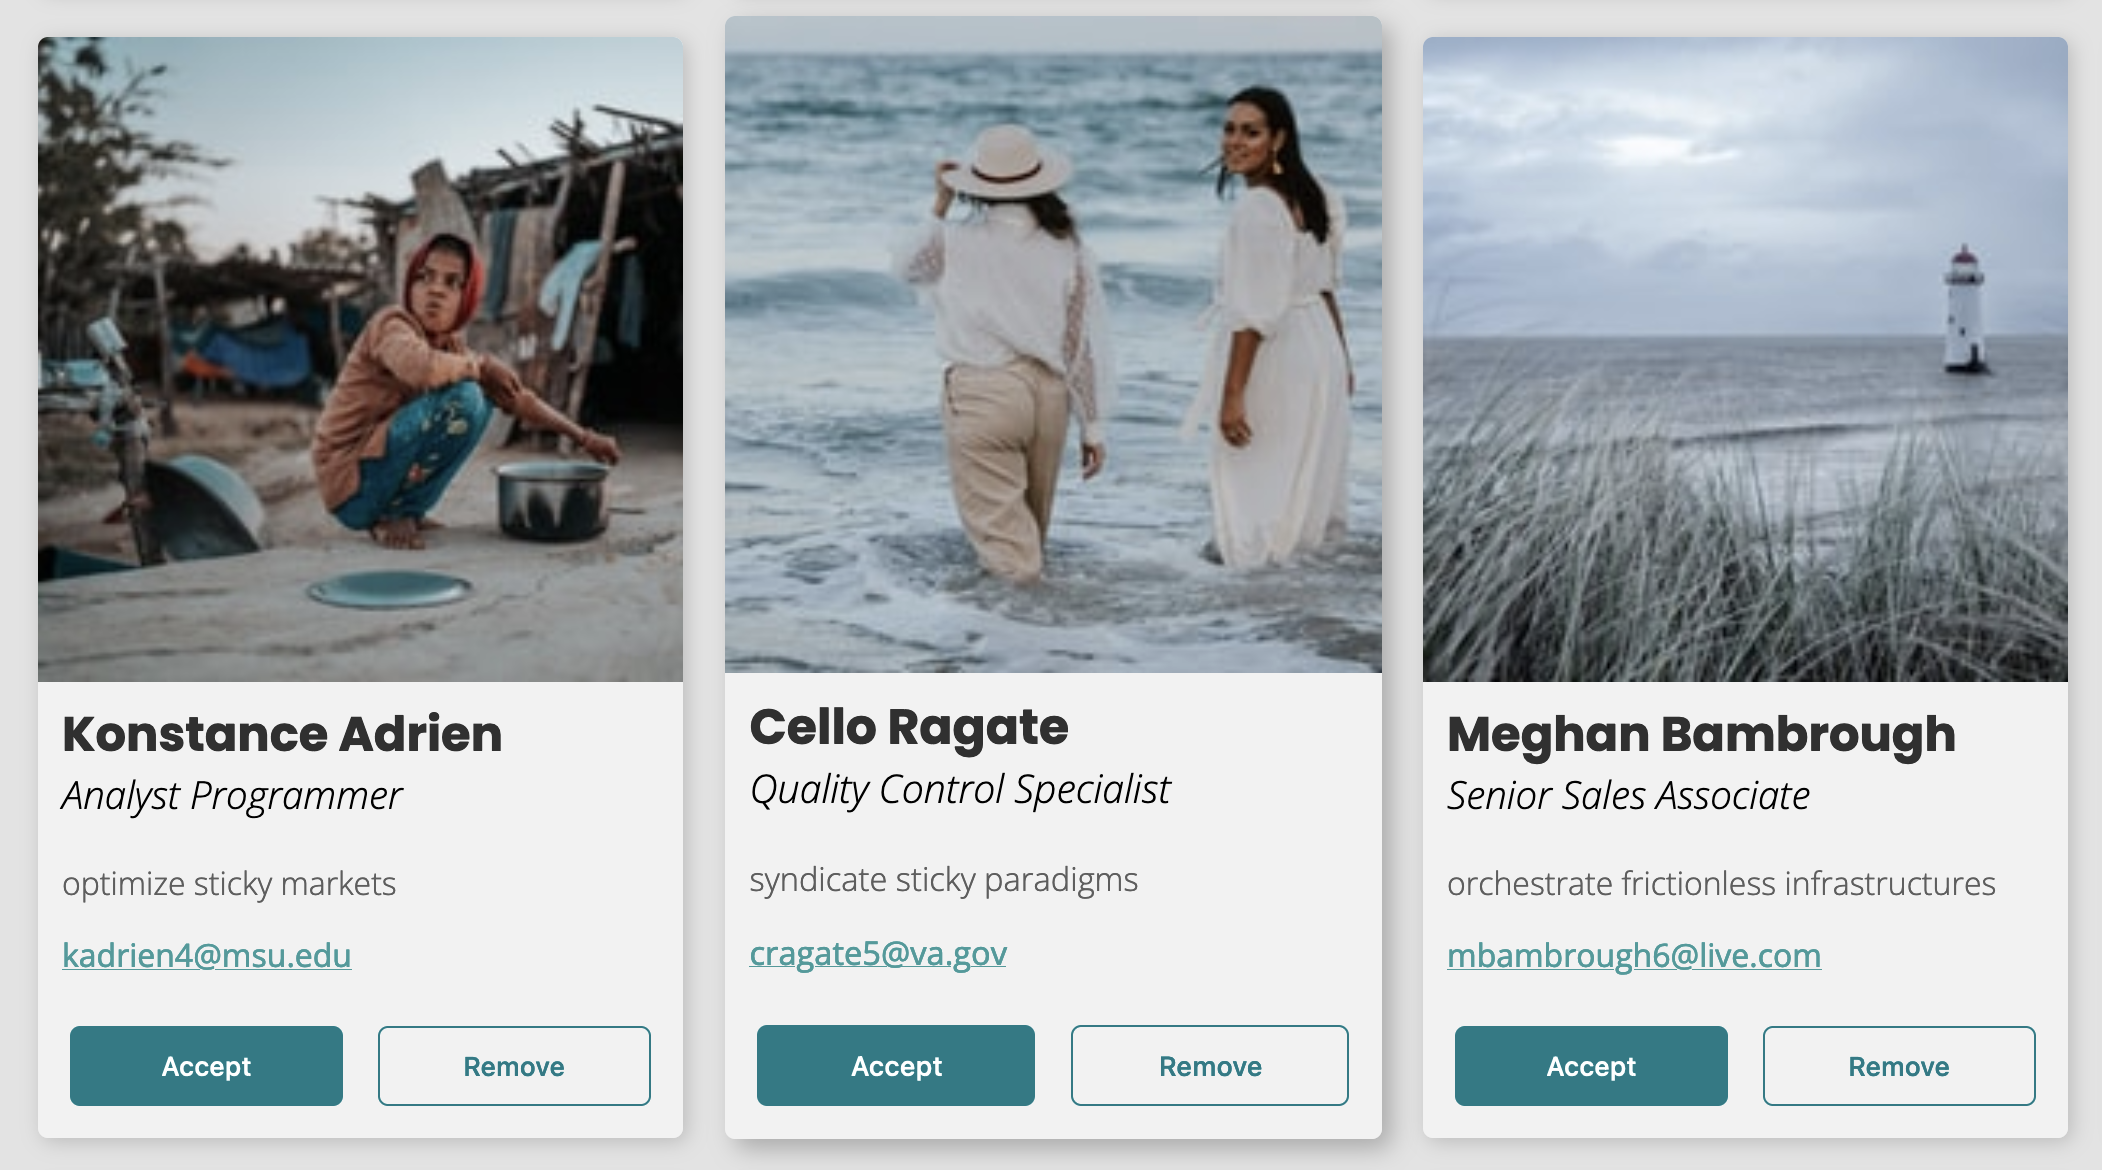 Konstance Adrien
Analyst Programmer
optimize sticky markets
kadrien4@msu.edu
Accept
Remove
Cello Ragate
Quality Control Specialist
syndicate sticky paradigms
cragate5@va.gov
Accept
Remove
Meghan Bambrough
Senior Sales Associate
orchestrate frictionless infrastructures
mbambrough6@live.com
Accept
Remove